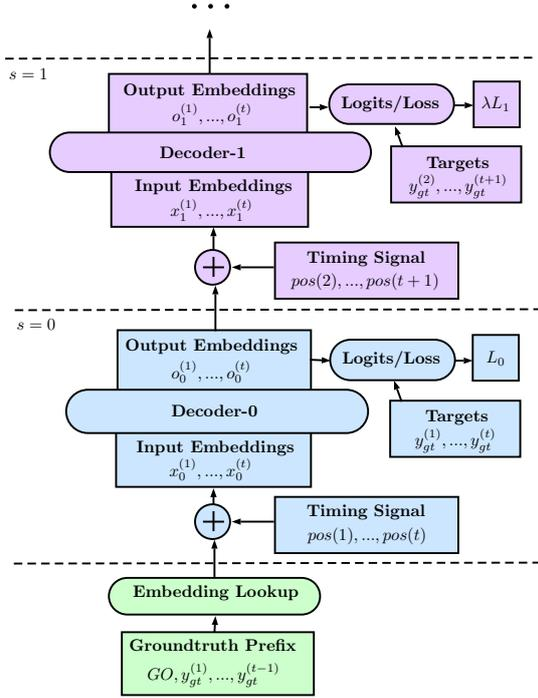 • • •
s = 1
Output Embeddings
o_1^{(1)}, ..., o_1^{(t)}
Logits/Loss
λL_1
Decoder-1
Targets
y_{gt}^{(2)}, ..., y_{gt}^{(t+1)}
Input Embeddings
x_1^{(1)}, ..., x_1^{(t)}
+
Timing Signal
pos(2), ..., pos(t + 1)
s = 0
Output Embeddings
o_0^{(1)}, ..., o_0^{(t)}
Logits/Loss
L_0
Decoder-0
Targets
y_{gt}^{(1)}, ..., y_{gt}^{(t)}
Input Embeddings
x_0^{(1)}, ..., x_0^{(t)}
+
Timing Signal
pos(1), ..., pos(t)
Embedding Lookup
Groundtruth Prefix
GO, y_{gt}^{(1)}, ..., y_{gt}^{(t−1)}